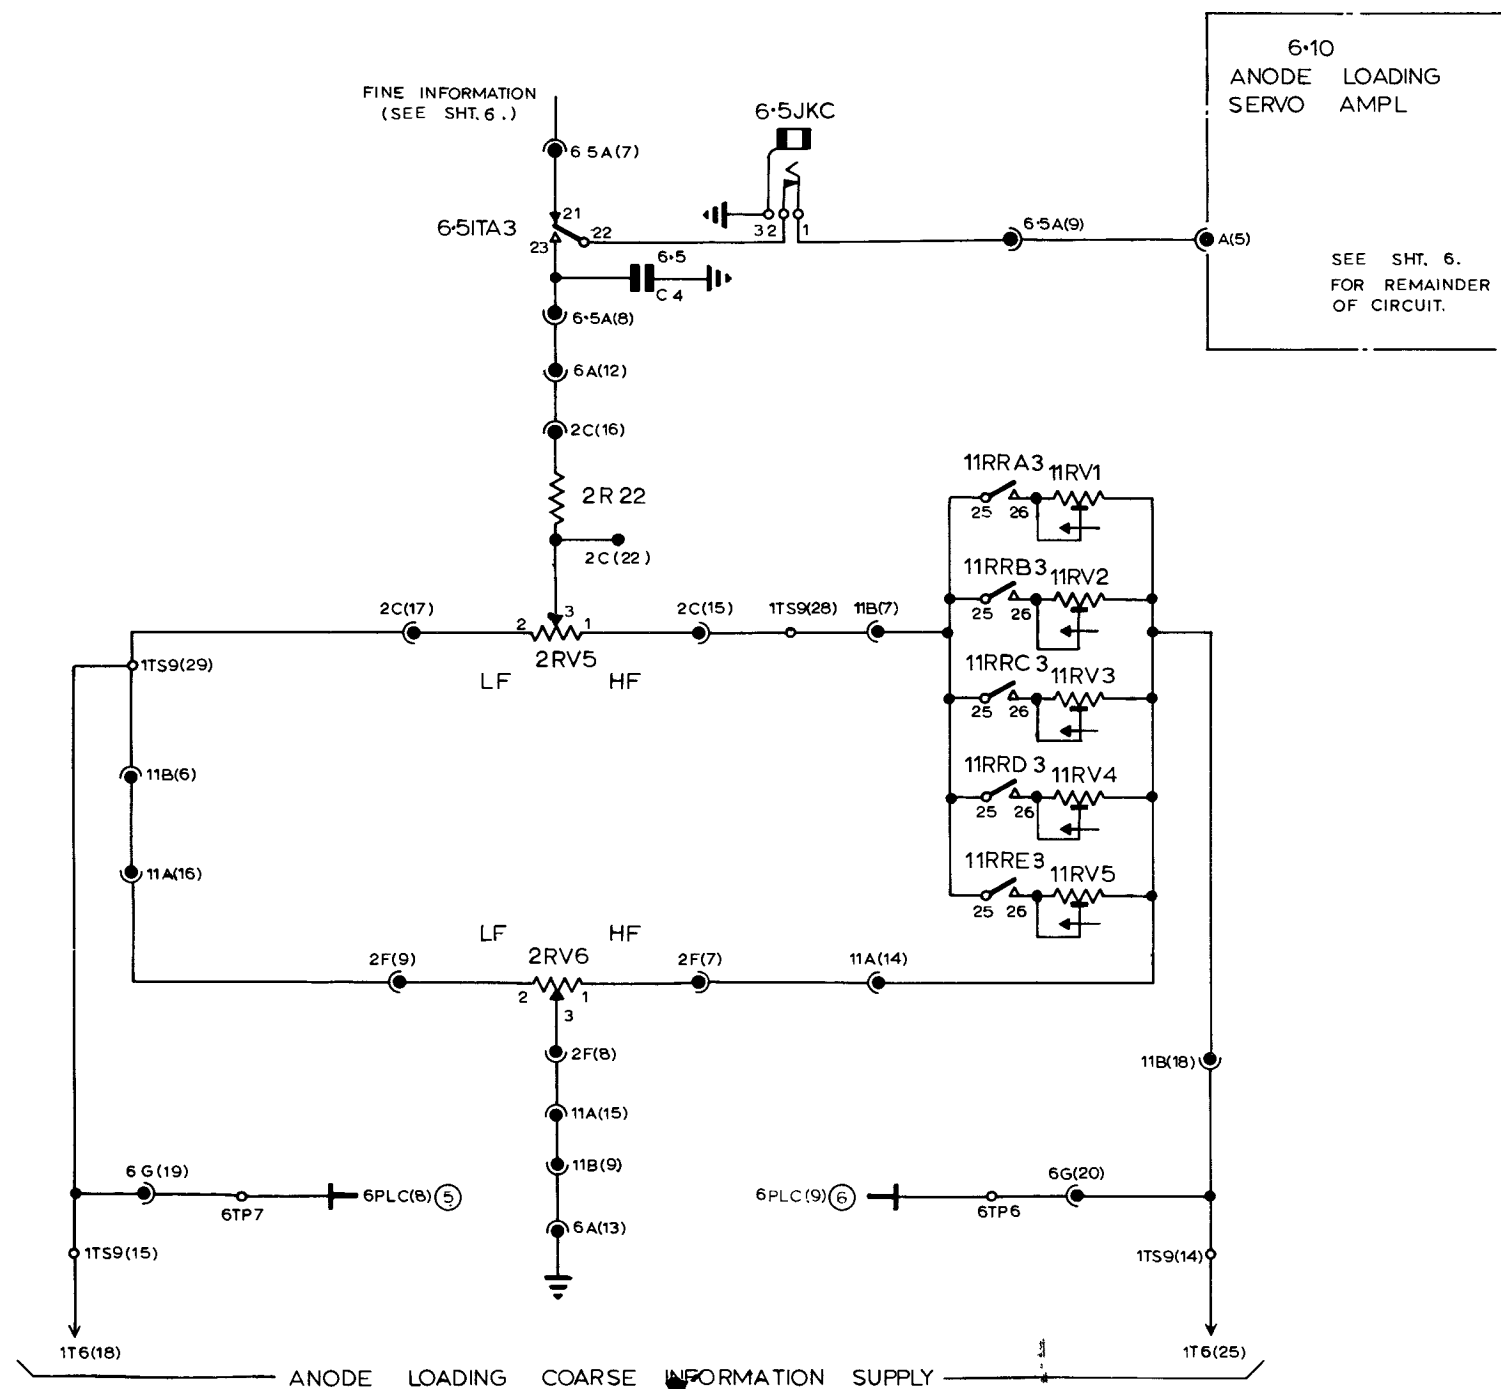 6·10
ANODE LOADING
SERVO AMPL
FINE INFORMATION
(SEE SHT. 6.)
6·5JKC
6 5A(7)
6·5ITA3
21
22
23
3 2 1
6·5A(9)
A(5)
6·5
C 4
SEE SHT. 6.
FOR REMAINDER
OF CIRCUIT.
6·5A(8)
6A(12)
2C(16)
2 R 22
2C(22)
11RRA3 11RV1
25 26
11RRB3 11RV2
25 26
2C(17)
2 3 1
2RV5
2C(15)
1TS9(28)
11B(7)
LF HF
1TS9(29)
11RRC 3 11RV3
25 26
11B(6)
11RRD 3 11RV4
25 26
11A(16)
11RRE3 11RV5
25 26
LF HF
2F(9)
2RV6
2 1
3
2F(7)
11A(14)
2F(8)
11B(18)
11A(15)
11B(9)
6 G(19)
6TP7
6PLC(8) 5
6PLC(9) 6
6TP6
6G(20)
6A(13)
1TS9(15)
1TS9(14)
1T6(18)
1T6(25)
ANODE LOADING COARSE INFORMATION SUPPLY